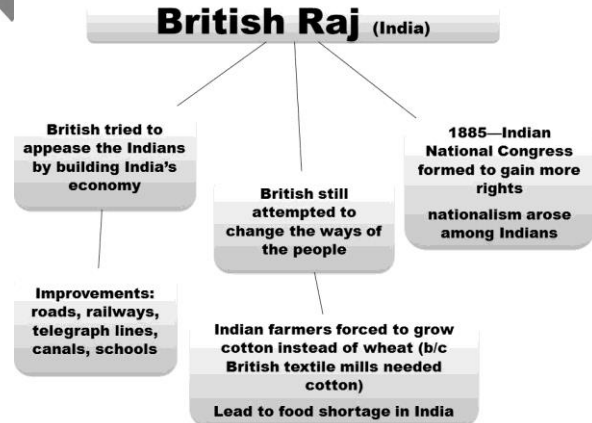 British Raj (India)
British tried to
appease the Indians
by building India's
economy
Improvements:
roads, railways,
telegraph lines,
canals, schools
British still
attempted to
change the ways of
the people
Indian farmers forced to grow
cotton instead of wheat (b/c
British textile mills needed
cotton)
Lead to food shortage in India
1885—Indian
National Congress
formed to gain more
rights
nationalism arose
among Indians